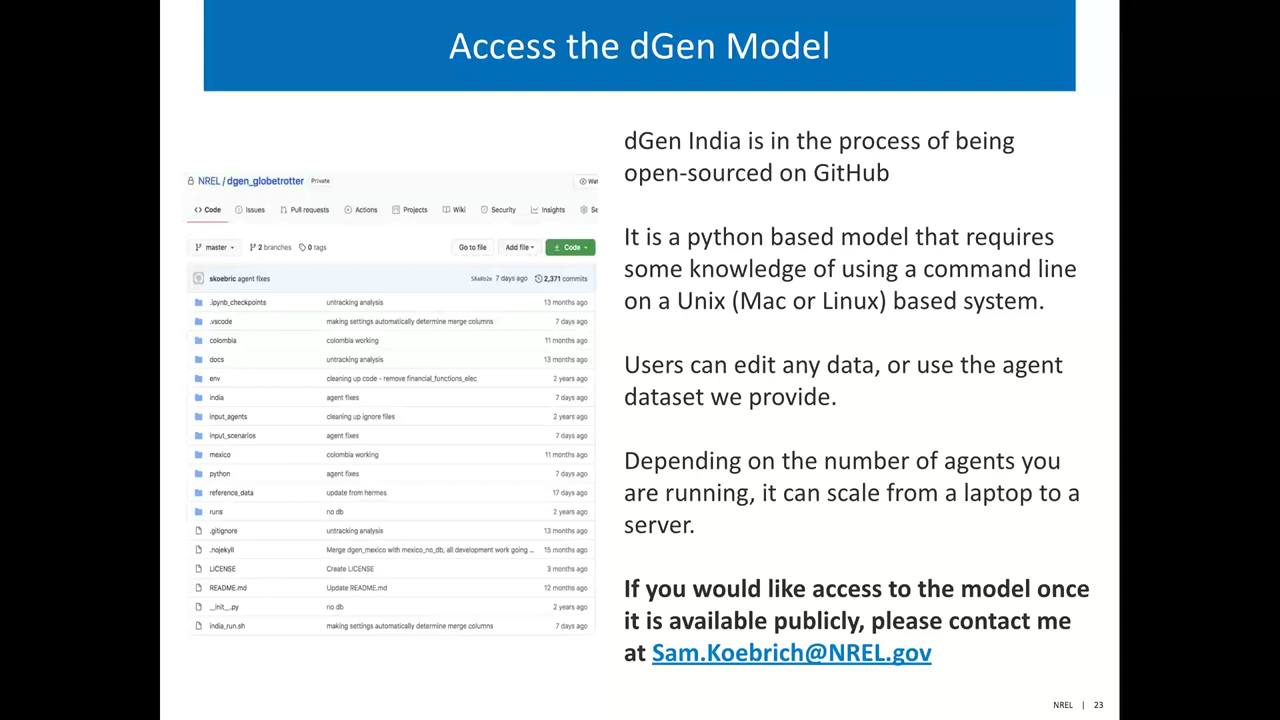 Access the dGen Model
NREL / dgen_globetrotter Private
Code Issues Pull requests Actions Projects Wiki Security Insights
master 2 branches 0 tags Go to file Add file Code
skoebric agent fixes 7 days ago 2,371 commits
.ipynb_checkpoints untracking analysis 13 months ago
.vscode making settings automatically determine merge columns 7 days ago
colombia colombia working 11 months ago
docs untracking analysis 13 months ago
env cleaning up code - remove financial_functions_elec 2 years ago
india agent fixes 7 days ago
input_agents cleaning up ignore files 2 years ago
input_scenarios agent fixes 7 days ago
mexico colombia working 11 months ago
python agent fixes 7 days ago
reference_data update from hermes 17 days ago
runs no db 2 years ago
.gitignore untracking analysis 13 months ago
.nojekyll Merge dgen_mexico with mexico_no_db, all development work going ... 15 months ago
LICENSE Create LICENSE 3 months ago
README.md Update README.md 12 months ago
__init__.py no db 2 years ago
india_run.sh making settings automatically determine merge columns 7 days ago
dGen India is in the process of being
open-sourced on GitHub
It is a python based model that requires
some knowledge of using a command line
on a Unix (Mac or Linux) based system.
Users can edit any data, or use the agent
dataset we provide.
Depending on the number of agents you
are running, it can scale from a laptop to a
server.
If you would like access to the model once
it is available publicly, please contact me
at Sam.Koebrich@NREL.gov
NREL | 23